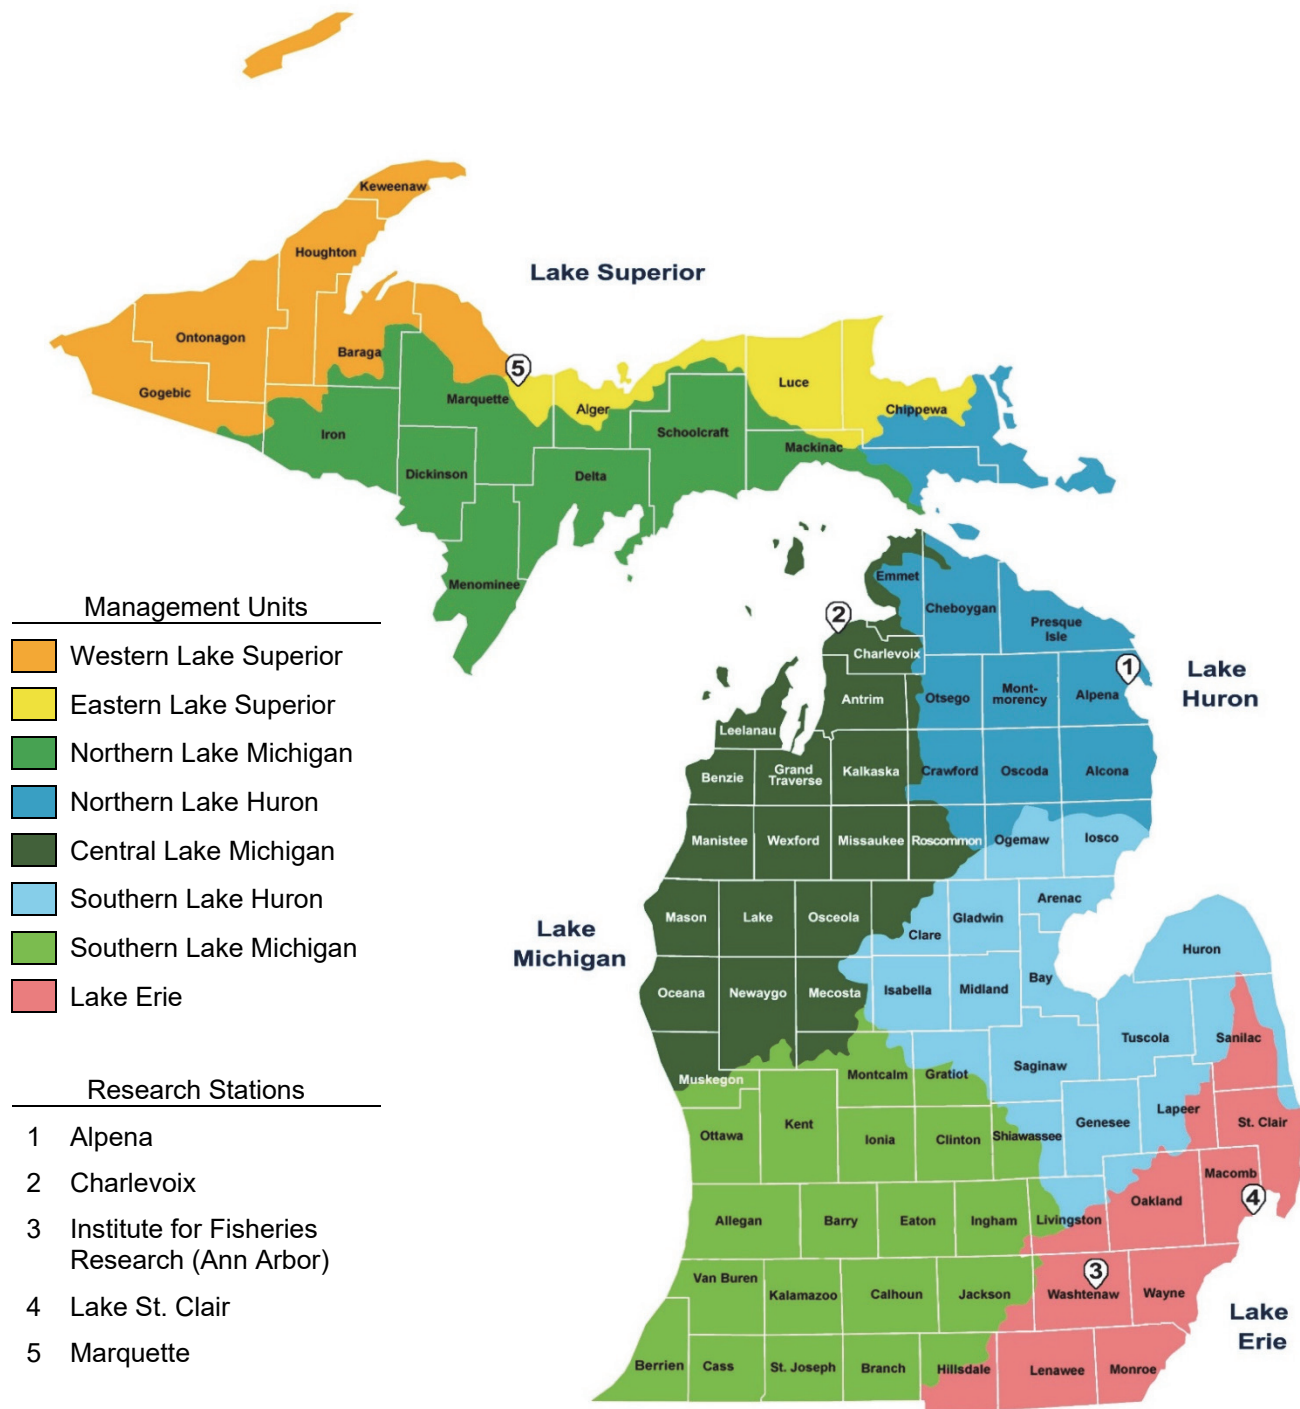 Keweenaw
Houghton
Lake Superior
Ontonagon
Baraga
5
Luce
Gogebic
Marquette
Alger
Chippewa
Iron
Schoolcraft
Mackinac
Dickinson
Delta
Menominee
Emmet
Cheboygan
2
Presque
Isle
Charlevoix
1
Lake
Huron
Antrim
Otsego
Mont-
morency
Alpena
Leelanau
Benzie
Grand
Traverse
Kalkaska
Crawford
Oscoda
Alcona
Manistee
Wexford
Missaukee
Roscommon
Ogemaw
Iosco
Arenac
Mason
Lake
Osceola
Gladwin
Clare
Lake
Michigan
Huron
Bay
Oceana
Newaygo
Mecosta
Isabella
Midland
Tuscola
Sanilac
Saginaw
Muskegon
Montcalm
Gratiot
Lapeer
Kent
Genesee
St. Clair
Ottawa
Ionia
Clinton
Shiawassee
Macomb
4
Oakland
Allegan
Barry
Eaton
Ingham
Livingston
3
Van Buren
Kalamazoo
Calhoun
Jackson
Washtenaw
Wayne
Lake
Erie
Berrien
Cass
St. Joseph
Branch
Hillsdale
Lenawee
Monroe
Management Units
Western Lake Superior
Eastern Lake Superior
Northern Lake Michigan
Northern Lake Huron
Central Lake Michigan
Southern Lake Huron
Southern Lake Michigan
Lake Erie
Research Stations
1 Alpena
2 Charlevoix
3 Institute for Fisheries
Research (Ann Arbor)
4 Lake St. Clair
5 Marquette